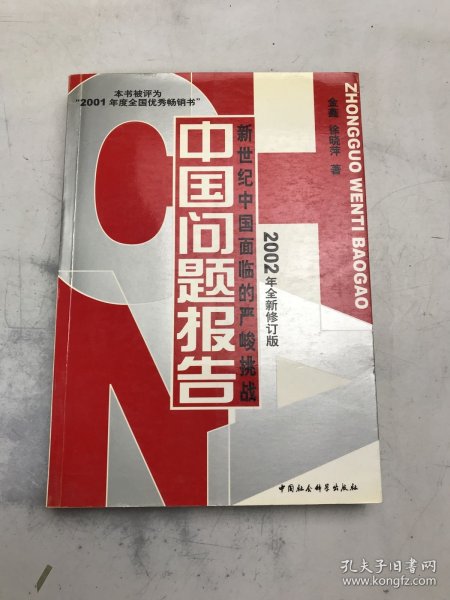 本书被评为
“2001年度全国优秀畅销书”
CHINA
中国问题报告
新世纪中国面临的严峻挑战
2002年全新修订版
金鑫 徐晓萍 著
ZHONGGUO WENTI BAOGAO
中国社会科学出版社
孔夫子旧书网
www.kongfz.com